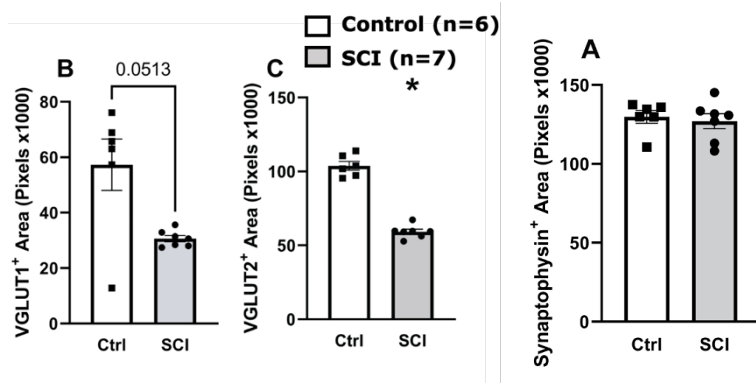 Control (n=6)
SCI (n=7)
B
0.0513
VGLUT1+ Area (Pixels x1000)
80
60
40
20
0
Ctrl
SCI
C
*
VGLUT2+ Area (Pixels x1000)
150
100
50
0
Ctrl
SCI
A
Synaptophysin+ Area (Pixels x1000)
150
100
50
0
Ctrl
SCI